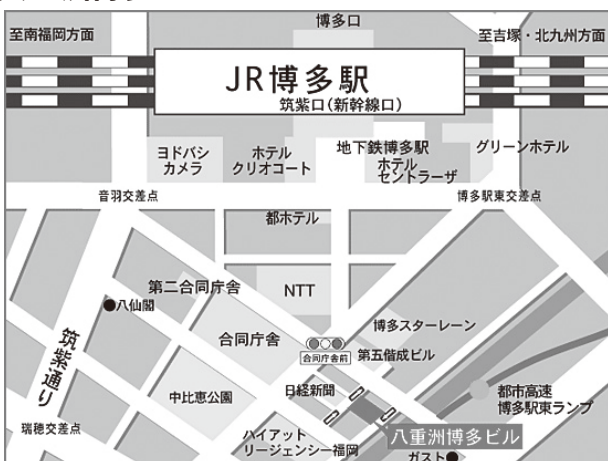 博多口
至南福岡方面
至吉塚・北九州方面
JR博多駅
筑紫口(新幹線口)
ヨドバシ
カメラ
ホテル
クリオコート
地下鉄博多駅
ホテル
セントラーザ
グリーンホテル
音羽交差点
博多駅東交差点
都ホテル
第二合同庁舎
NTT
八仙閣
博多スターレーン
合同庁舎
合同庁舎前
第五偕成ビル
筑紫通り
日経新聞
中比恵公園
都市高速
博多駅東ランプ
瑞穂交差点
ハイアット
リージェンシー福岡
八重洲博多ビル
ガスト